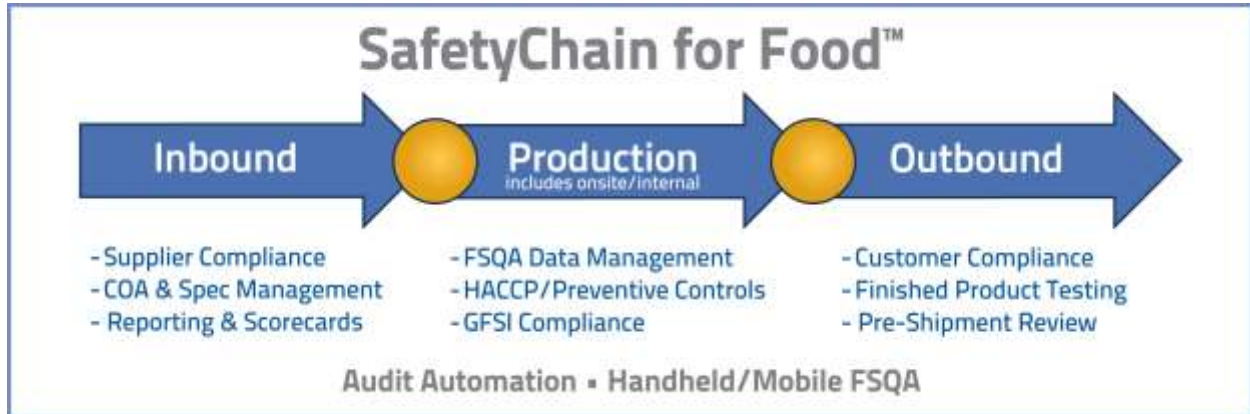 SafetyChain for Food™
Inbound
Production
includes onsite/internal
Outbound
- Supplier Compliance
- COA & Spec Management
- Reporting & Scorecards
- FSQA Data Management
- HACCP/Preventive Controls
- GFSI Compliance
- Customer Compliance
- Finished Product Testing
- Pre-Shipment Review
Audit Automation ▪ Handheld/Mobile FSQA